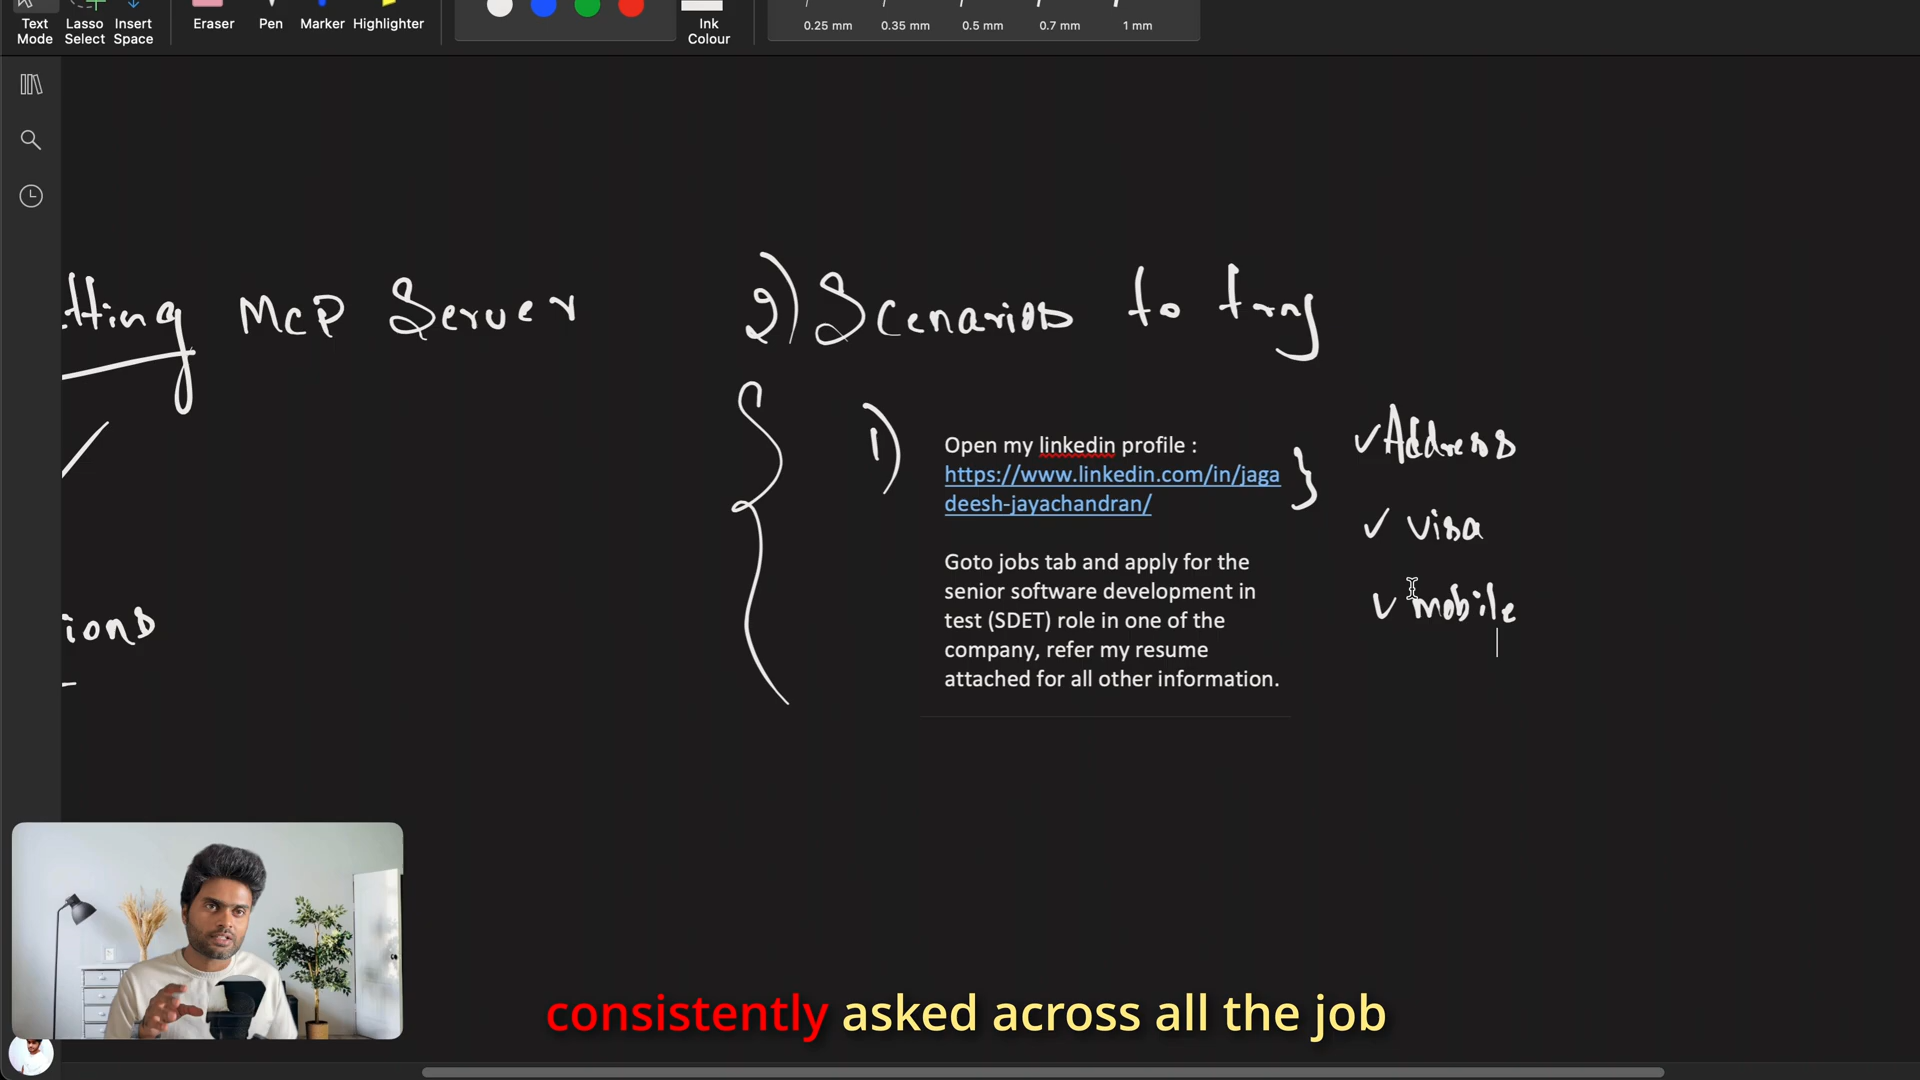 Text
Mode
Lasso
Select
Insert
Space
Eraser
Pen
Marker
Highlighter
Ink
Colour
0.25 mm
0.35 mm
0.5 mm
0.7 mm
1 mm
tting MCP Server
2) Scenarios to try
1)
Open my linkedin profile :
https://www.linkedin.com/in/jaga
deesh-jayachandran/
Goto jobs tab and apply for the
senior software development in
test (SDET) role in one of the
company, refer my resume
attached for all other information.
✓Address
✓ visa
✓ mobile
ions
consistently asked across all the job